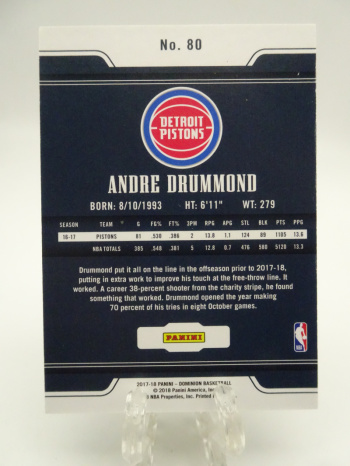 No. 80
DETROIT
PISTONS
ANDRE DRUMMOND
BORN: 8/10/1993 HT: 6'11" WT: 279
SEASON TEAM G FG% FT% 3PM RPG APG STL BLK PTS PPG
16-17 PISTONS 81 .530 .386 2 13.8 1.1 124 89 1105 13.6
NBA TOTALS 385 .548 .381 5 12.8 0.7 476 580 5120 13.3
Drummond put it all on the line in the offseason prior to 2017-18,
putting in extra work to improve his touch at the free-throw line. It
worked. A career 38-percent shooter from the charity stripe, he found
something that worked. Drummond opened the year making
70 percent of his tries in eight October games.
PANINI
NBA
2017-18 PANINI - DOMINION BASKETBALL
© 2018 Panini America, Inc.
NBA Properties, Inc. Printed